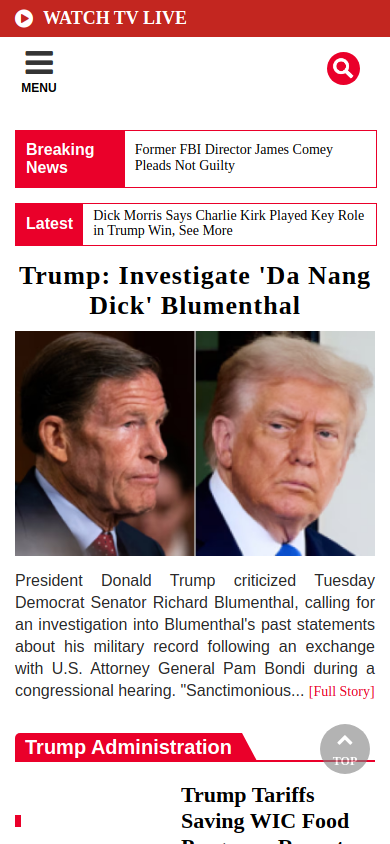 WATCH TV LIVE
MENU
Breaking News
Former FBI Director James Comey
Pleads Not Guilty
Latest
Dick Morris Says Charlie Kirk Played Key Role
in Trump Win, See More
Trump: Investigate 'Da Nang
Dick' Blumenthal
President Donald Trump criticized Tuesday
Democrat Senator Richard Blumenthal, calling for
an investigation into Blumenthal's past statements
about his military record following an exchange
with U.S. Attorney General Pam Bondi during a
congressional hearing. "Sanctimonious... [Full Story]
Trump Administration
TOP
Trump Tariffs
Saving WIC Food